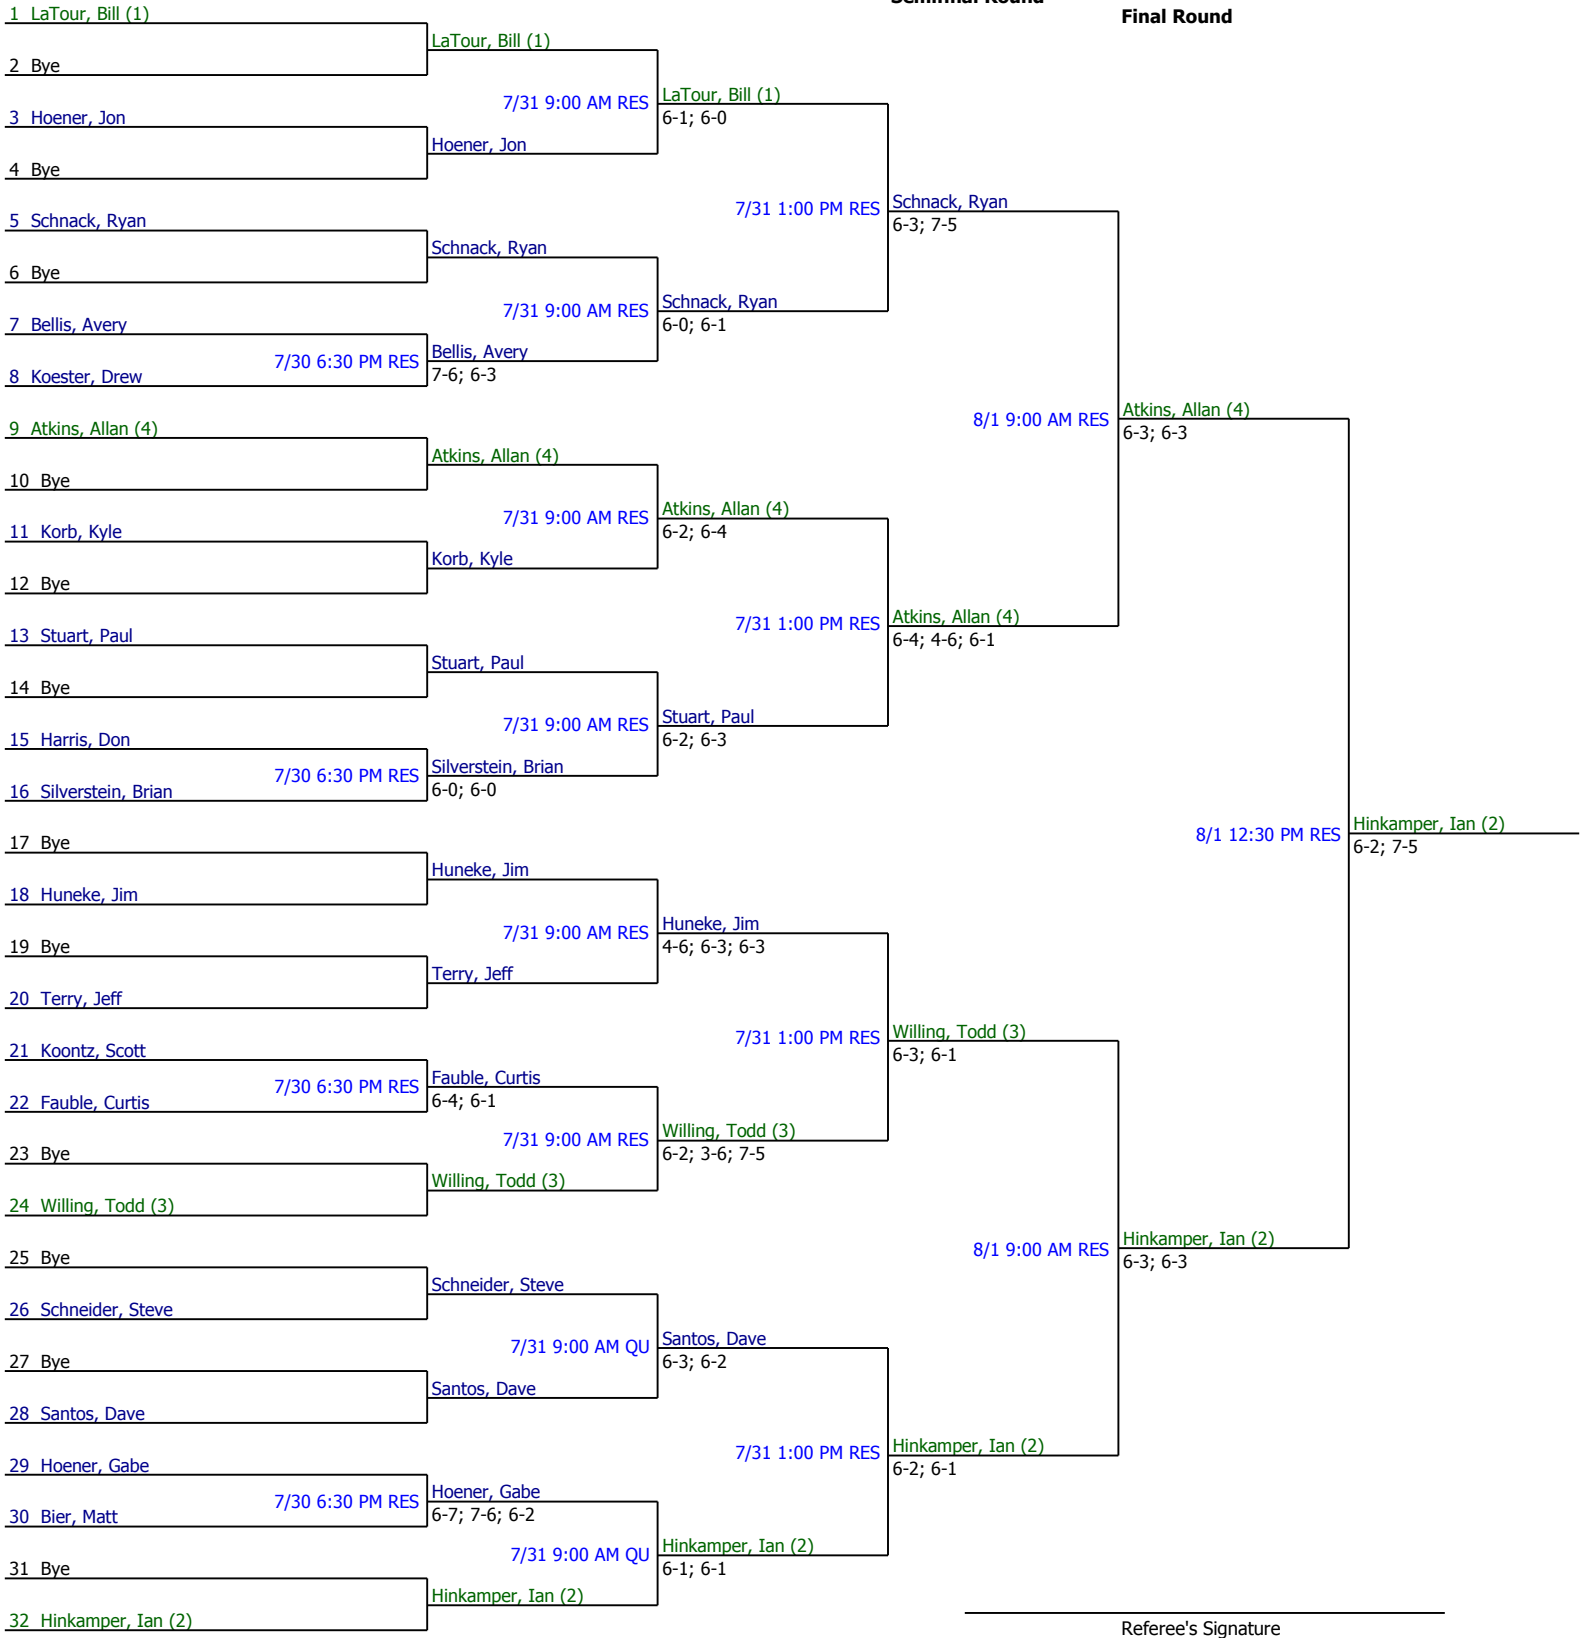 Semifinal Round
Final Round
1 LaTour, Bill (1)
2 Bye
3 Hoener, Jon
4 Bye
5 Schnack, Ryan
6 Bye
7 Bellis, Avery
8 Koester, Drew
9 Atkins, Allan (4)
10 Bye
11 Korb, Kyle
12 Bye
13 Stuart, Paul
14 Bye
15 Harris, Don
16 Silverstein, Brian
17 Bye
18 Huneke, Jim
19 Bye
20 Terry, Jeff
21 Koontz, Scott
22 Fauble, Curtis
23 Bye
24 Willing, Todd (3)
25 Bye
26 Schneider, Steve
27 Bye
28 Santos, Dave
29 Hoener, Gabe
30 Bier, Matt
31 Bye
32 Hinkamper, Ian (2)
LaTour, Bill (1)
Hoener, Jon
Schnack, Ryan
7/30 6:30 PM RES
Bellis, Avery
7-6; 6-3
Atkins, Allan (4)
Korb, Kyle
Stuart, Paul
7/30 6:30 PM RES
Silverstein, Brian
6-0; 6-0
Huneke, Jim
Terry, Jeff
7/30 6:30 PM RES
Fauble, Curtis
6-4; 6-1
Willing, Todd (3)
Schneider, Steve
Santos, Dave
7/30 6:30 PM RES
Hoener, Gabe
6-7; 7-6; 6-2
Hinkamper, Ian (2)
7/31 9:00 AM RES
LaTour, Bill (1)
6-1; 6-0
7/31 9:00 AM RES
Schnack, Ryan
6-0; 6-1
7/31 9:00 AM RES
Atkins, Allan (4)
6-2; 6-4
7/31 9:00 AM RES
Stuart, Paul
6-2; 6-3
7/31 9:00 AM RES
Huneke, Jim
4-6; 6-3; 6-3
7/31 9:00 AM RES
Willing, Todd (3)
6-2; 3-6; 7-5
7/31 9:00 AM QU
Santos, Dave
6-3; 6-2
7/31 9:00 AM QU
Hinkamper, Ian (2)
6-1; 6-1
7/31 1:00 PM RES
Schnack, Ryan
6-3; 7-5
7/31 1:00 PM RES
Atkins, Allan (4)
6-4; 4-6; 6-1
7/31 1:00 PM RES
Willing, Todd (3)
6-3; 6-1
7/31 1:00 PM RES
Hinkamper, Ian (2)
6-2; 6-1
8/1 9:00 AM RES
Atkins, Allan (4)
6-3; 6-3
8/1 9:00 AM RES
Hinkamper, Ian (2)
6-3; 6-3
8/1 12:30 PM RES
Hinkamper, Ian (2)
6-2; 7-5
Referee's Signature